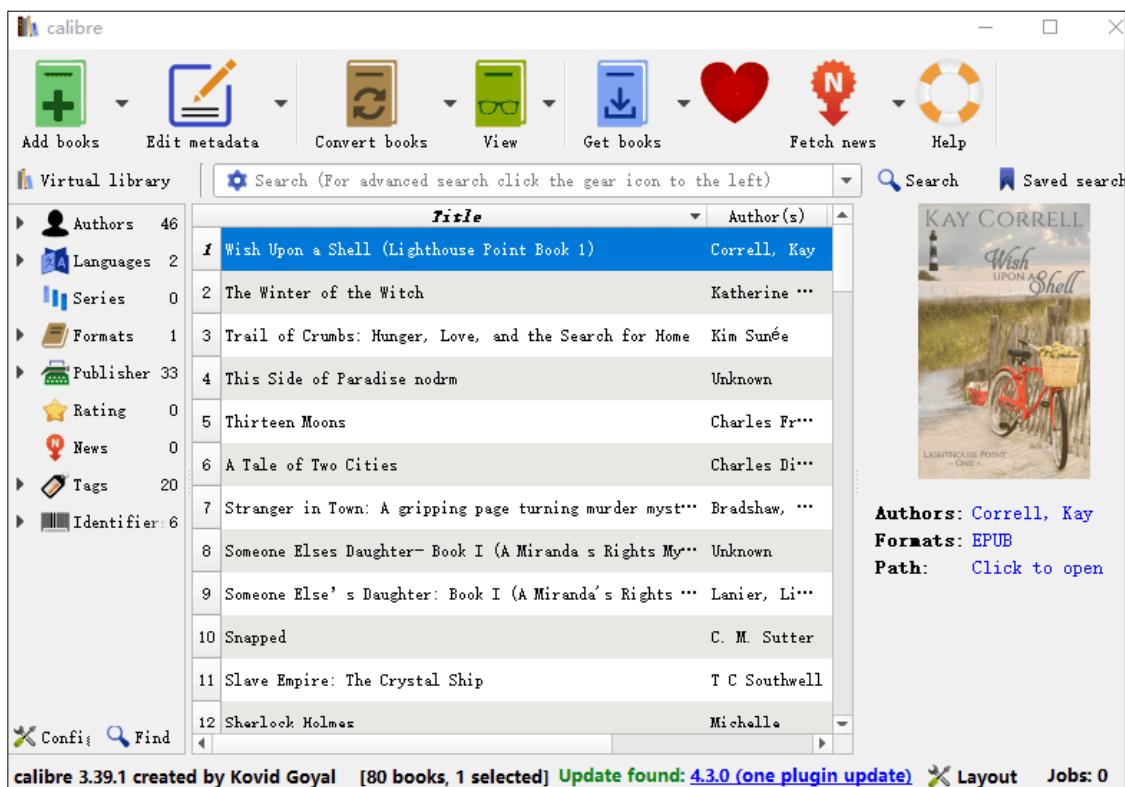 calibre
Add books
Edit metadata
Convert books
View
Get books
Fetch news
Help
Virtual library
Search (For advanced search click the gear icon to the left)
Search
Saved search
Authors 46
Languages 2
Series 0
Formats 1
Publisher 33
Rating 0
News 0
Tags 20
Identifiers 6
Title Author(s)
1 Wish Upon a Shell (Lighthouse Point Book 1) Correll, Kay
2 The Winter of the Witch Katherine ···
3 Trail of Crumbs: Hunger, Love, and the Search for Home Kim Sunée
4 This Side of Paradise nodrm Unknown
5 Thirteen Moons Charles Fr···
6 A Tale of Two Cities Charles Di···
7 Stranger in Town: A gripping page turning murder myst··· Bradshaw, ···
8 Someone Elses Daughter- Book I (A Miranda s Rights My··· Unknown
9 Someone Else’s Daughter: Book I (A Miranda's Rights ··· Lanier, Li···
10 Snapped C. M. Sutter
11 Slave Empire: The Crystal Ship T C Southwell
12 Sherlock Holmes Michelle
KAY CORRELL
Wish
UPON A
Shell
LIGHTHOUSE POINT
~ ONE ~
Authors: Correll, Kay
Formats: EPUB
Path: Click to open
Config
Find
calibre 3.39.1 created by Kovid Goyal [80 books, 1 selected] Update found: 4.3.0 (one plugin update) Layout Jobs: 0